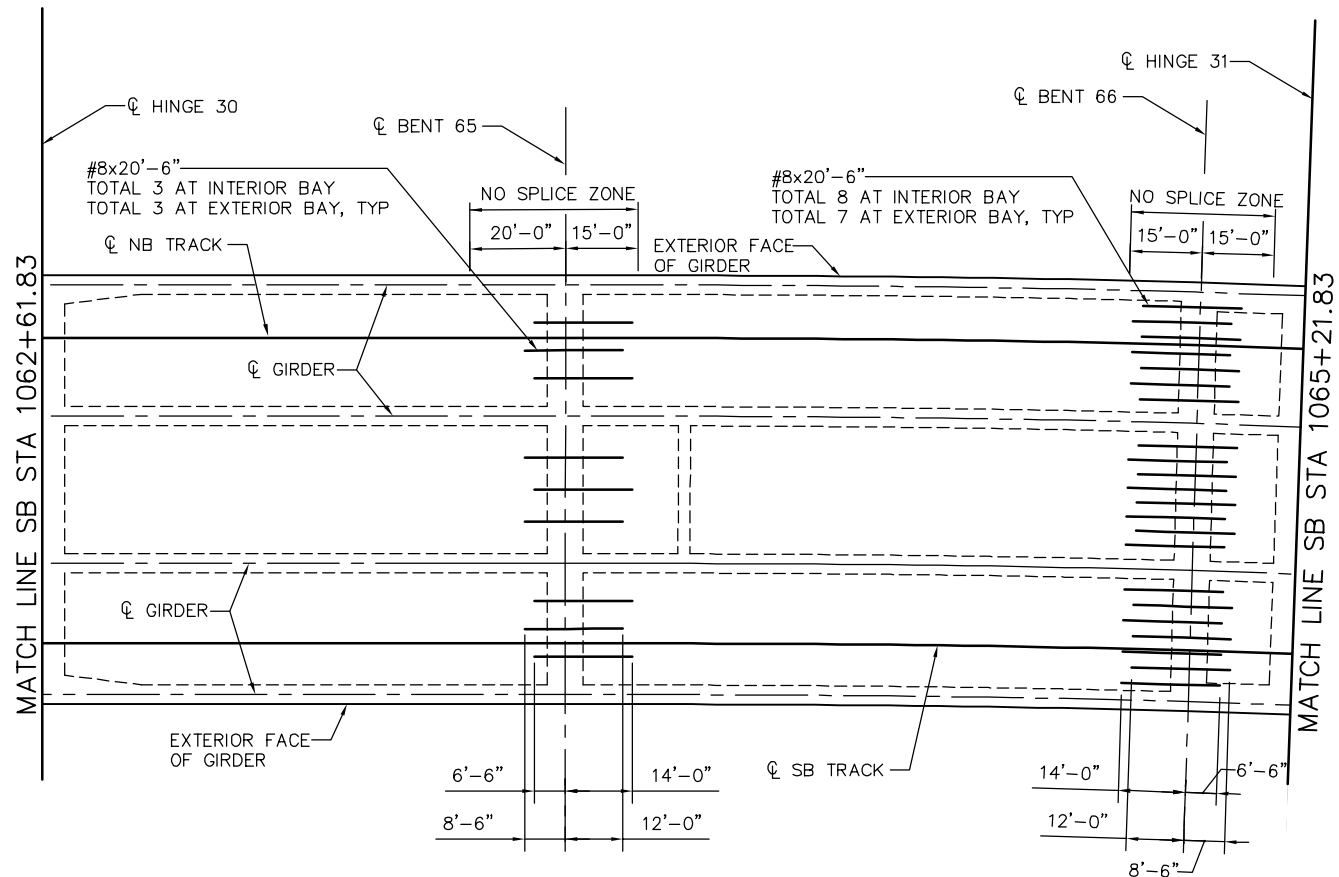 ℄ HINGE 31
℄ HINGE 30
℄ BENT 66
℄ BENT 65
#8x20'-6"
TOTAL 3 AT INTERIOR BAY
TOTAL 3 AT EXTERIOR BAY, TYP
NO SPLICE ZONE
20'-0" 15'-0"
#8x20'-6"
TOTAL 8 AT INTERIOR BAY
TOTAL 7 AT EXTERIOR BAY, TYP
NO SPLICE ZONE
15'-0" 15'-0"
℄ NB TRACK
EXTERIOR FACE
OF GIRDER
MATCH LINE SB STA 1062+61.83
℄ GIRDER
MATCH LINE SB STA 1065+21.83
℄ GIRDER
EXTERIOR FACE
OF GIRDER
℄ SB TRACK
6'-6" 14'-0"
8'-6" 12'-0"
14'-0" 6'-6"
12'-0"
8'-6"